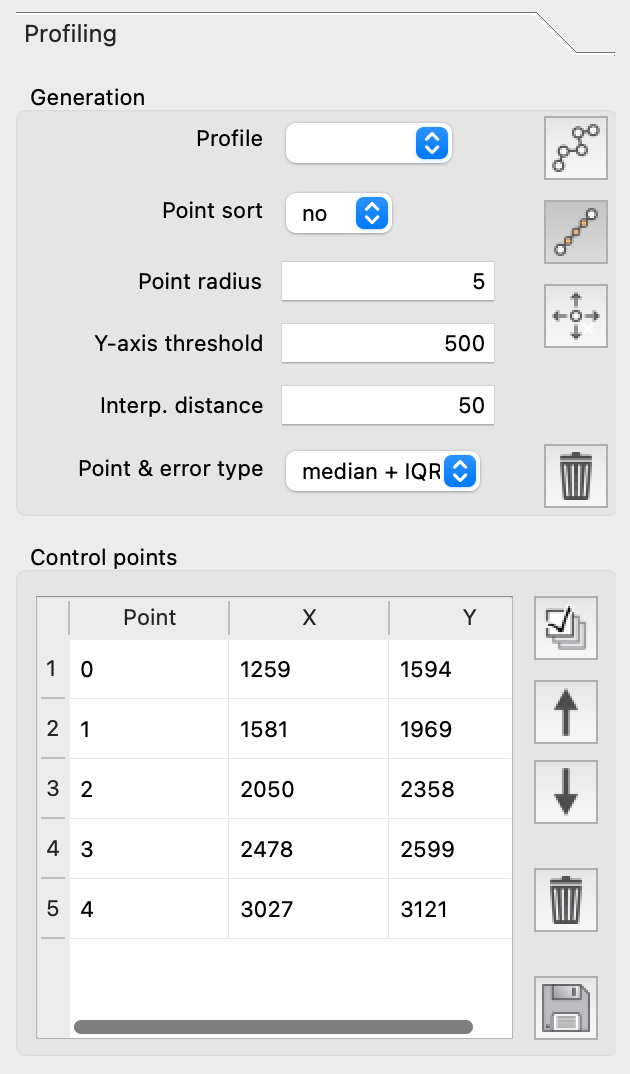 Profiling
Generation
Profile
Point sort no
Point radius 5
Y-axis threshold 500
Interp. distance 50
Point & error type median + IQR
Control points
Point X Y
1 0 1259 1594
2 1 1581 1969
3 2 2050 2358
4 3 2478 2599
5 4 3027 3121